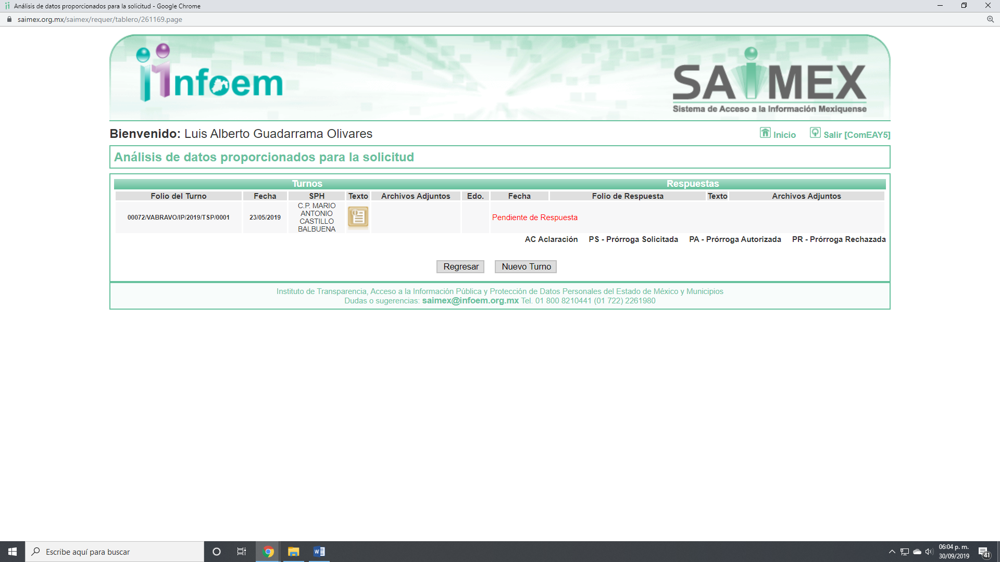 Análisis de datos proporcionados para la solicitud - Google Chrome
saimex.org.mx/saimex/requer/tablero/261169.page
infoem
SAIMEX
Sistema de Acceso a la Información Mexiquense
Bienvenido: Luis Alberto Guadarrama Olivares
Inicio Salir [ComEAY5]
Análisis de datos proporcionados para la solicitud
Turnos Respuestas
Folio del Turno Fecha SPH Texto Archivos Adjuntos Edo. Fecha Folio de Respuesta Texto Archivos Adjuntos
00072/VABRAVO/IP/2019/TSP/0001 23/05/2019 C.P. MARIO ANTONIO CASTILLO BALBUENA Pendiente de Respuesta
AC Aclaración PS - Prórroga Solicitada PA - Prórroga Autorizada PR - Prórroga Rechazada
Regresar Nuevo Turno
Instituto de Transparencia, Acceso a la Información Pública y Protección de Datos Personales del Estado de México y Municipios
Dudas o sugerencias: saimex@infoem.org.mx Tel. 01 800 8210441 (01 722) 2261980
Escribe aquí para buscar
06:04 p. m.
30/09/2019
41